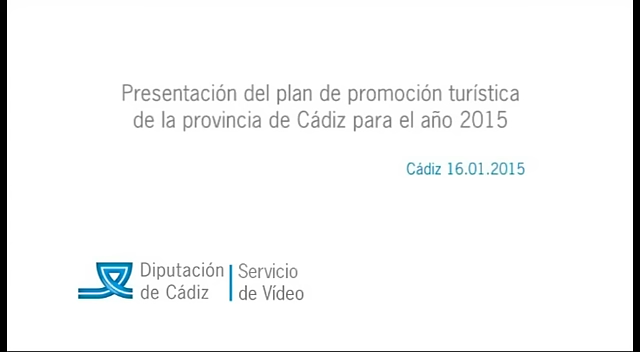 Presentación del plan de promoción turística
de la provincia de Cádiz para el año 2015
Cádiz 16.01.2015
Diputación
de Cádiz
Servicio
de Vídeo